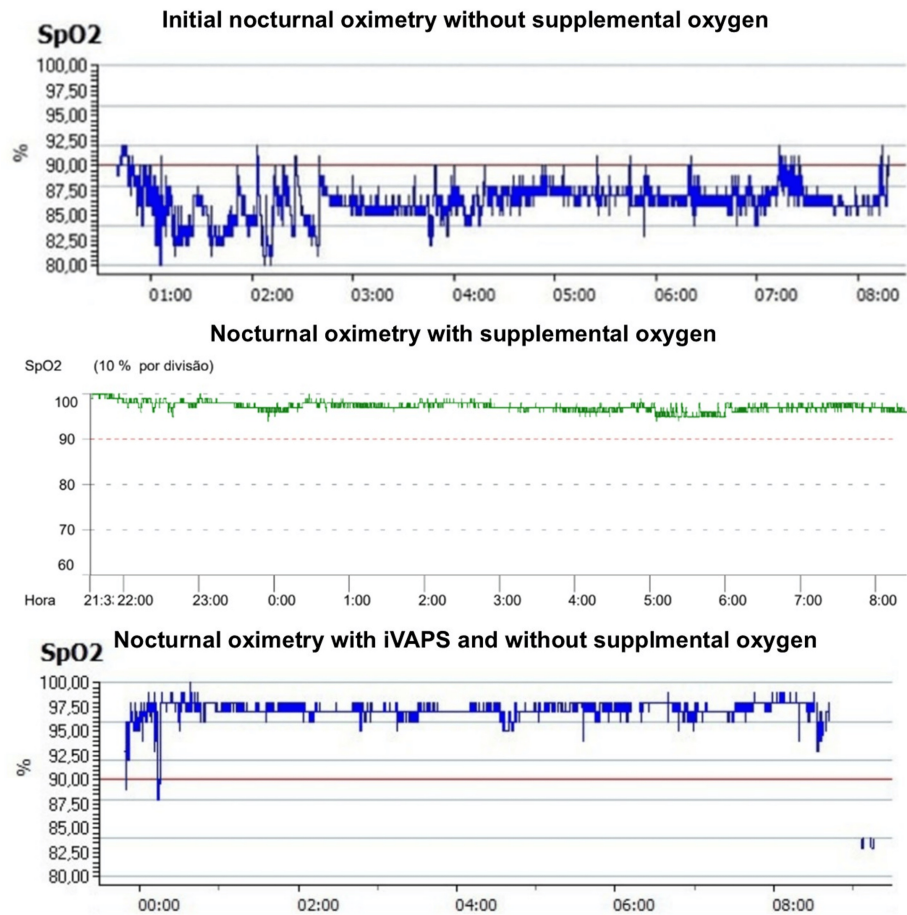 Initial nocturnal oximetry without supplemental oxygen
SpO2
%
100,00
97,50
95,00
92,50
90,00
87,50
85,00
82,50
80,00
01:00 02:00 03:00 04:00 05:00 06:00 07:00 08:00
Nocturnal oximetry with supplemental oxygen
SpO2 (10 % por divisão)
100
90
80
70
60
Hora 21:3: 22:00 23:00 0:00 1:00 2:00 3:00 4:00 5:00 6:00 7:00 8:00
Nocturnal oximetry with iVAPS and without supplmental oxygen
SpO2
%
100,00
97,50
95,00
92,50
90,00
87,50
85,00
82,50
80,00
00:00 02:00 04:00 06:00 08:00